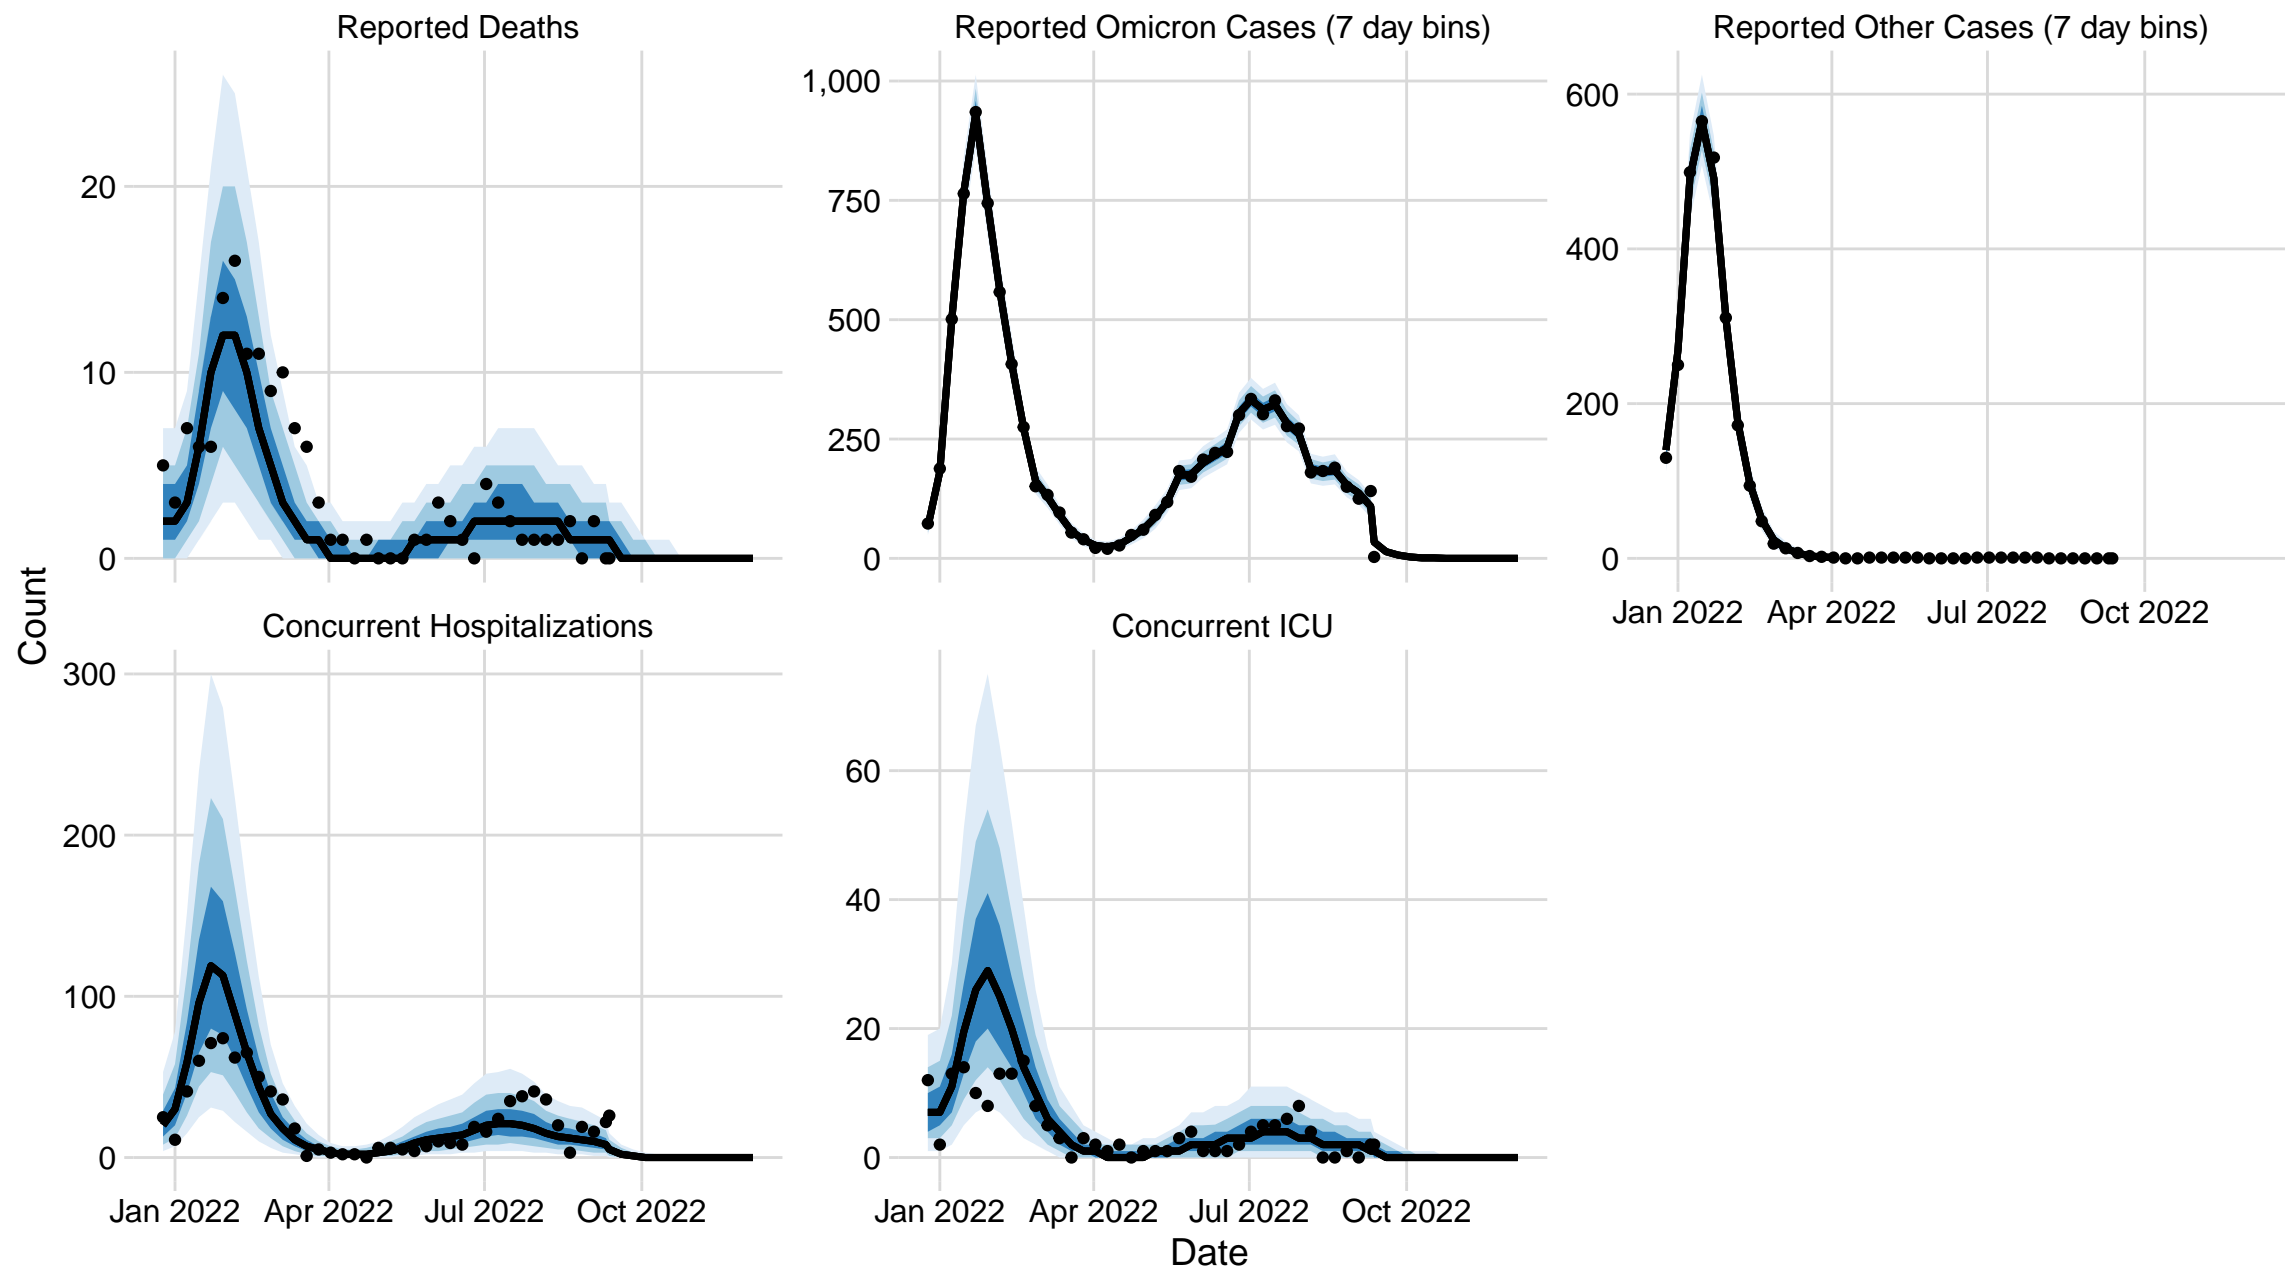 Reported Deaths
Reported Omicron Cases (7 day bins)
Reported Other Cases (7 day bins)
20
10
0
1,000
750
500
250
0
600
400
200
0
Jan 2022 Apr 2022 Jul 2022 Oct 2022
Count
Concurrent Hospitalizations
Concurrent ICU
300
200
100
0
60
40
20
0
Jan 2022 Apr 2022 Jul 2022 Oct 2022
Jan 2022 Apr 2022 Jul 2022 Oct 2022
Date